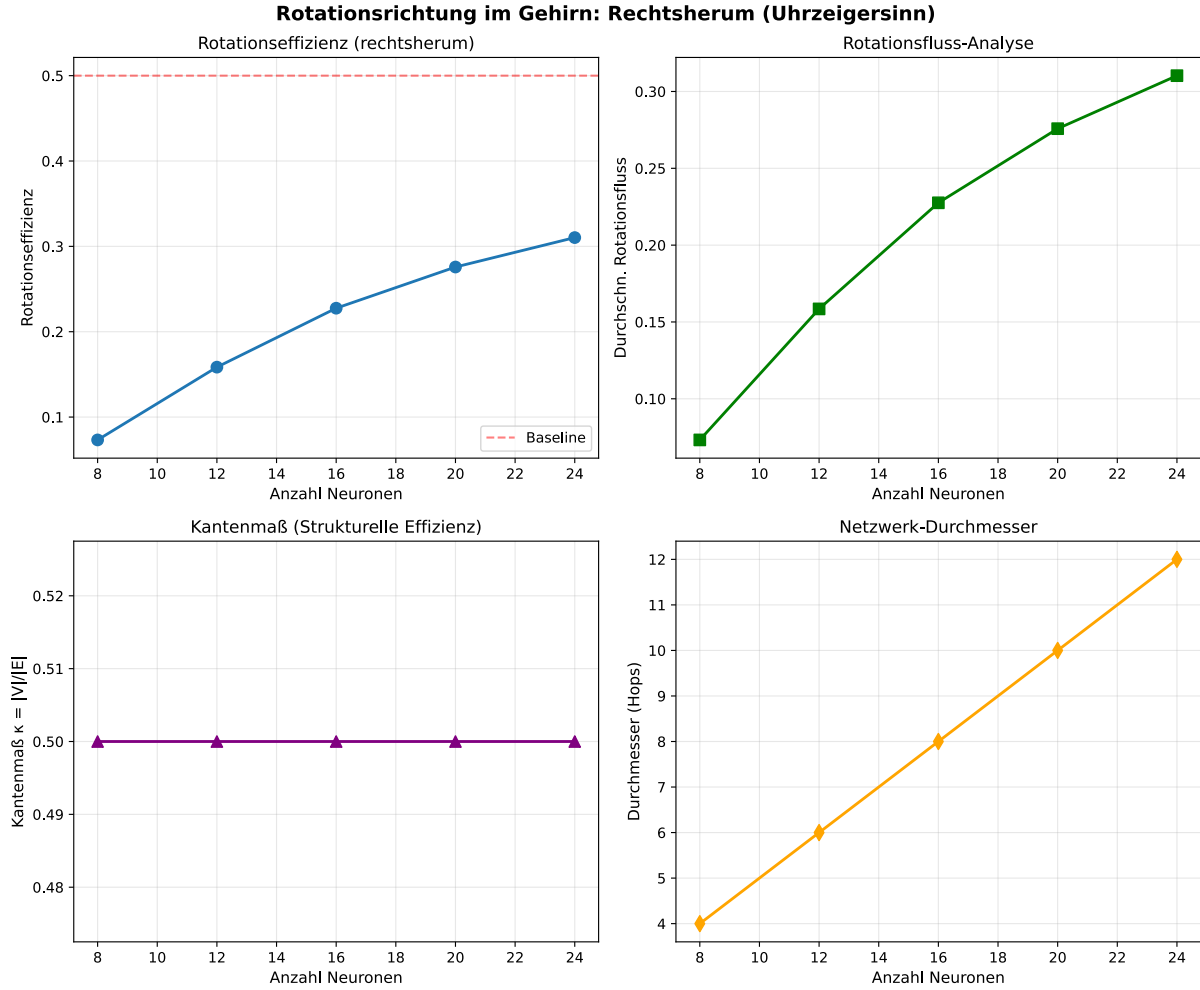 Rotationsrichtung im Gehirn: Rechtsherum (Uhrzeigersinn)
Rotationseffizienz (rechtsherum)
Rotationseffizienz
0.5
0.4
0.3
0.2
0.1
Baseline
8 10 12 14 16 18 20 22 24
Anzahl Neuronen
Rotationsfluss-Analyse
Durchschn. Rotationsfluss
0.30
0.25
0.20
0.15
0.10
8 10 12 14 16 18 20 22 24
Anzahl Neuronen
Kantenmaß (Strukturelle Effizienz)
Kantenmaß κ = |V|/|E|
0.52
0.51
0.50
0.49
0.48
8 10 12 14 16 18 20 22 24
Anzahl Neuronen
Netzwerk-Durchmesser
Durchmesser (Hops)
12
11
10
9
8
7
6
5
4
8 10 12 14 16 18 20 22 24
Anzahl Neuronen